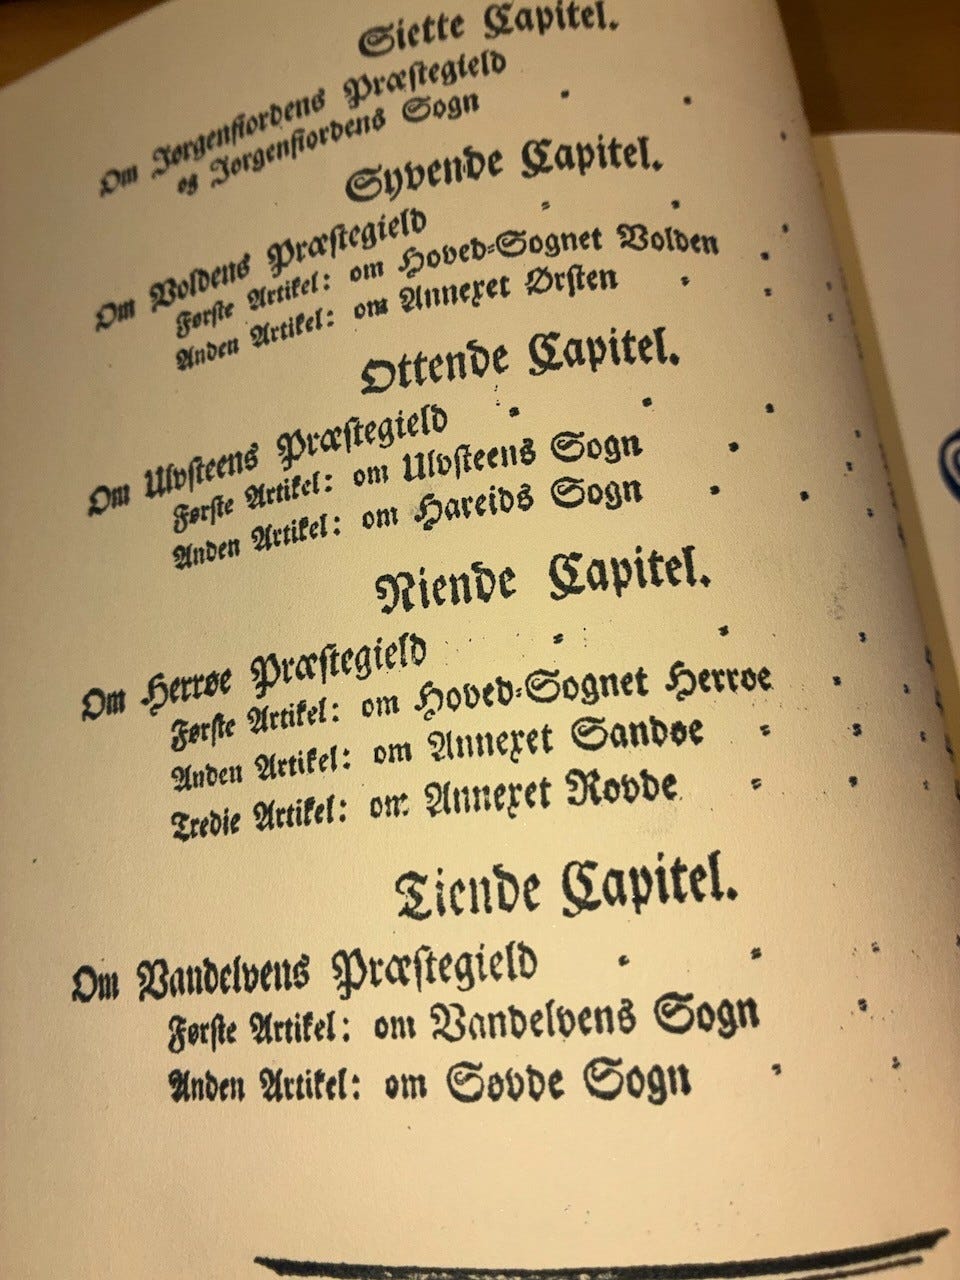 Siette Capitel.
Om Jørgenfiordens Præstegield
og Jørgenfiordens Sogn
Syvende Capitel.
Om Voldens Præstegield
Første Artikel: om Hoved-Sognet Volden
Anden Artikel: om Annexet Ørsten
Ottende Capitel.
Om Ulvsteens Præstegield
Første Artikel: om Ulvsteens Sogn
Anden Artikel: om Hareids Sogn
Niende Capitel.
Om Herrøe Præstegield
Første Artikel: om Hoved-Sognet Herrøe
Anden Artikel: om Annexet Sandøe
Tredie Artikel: om Annexet Rovde
Tiende Capitel.
Om Vandelvens Præstegield
Første Artikel: om Vandelvens Sogn
Anden Artikel: om Søvde Sogn